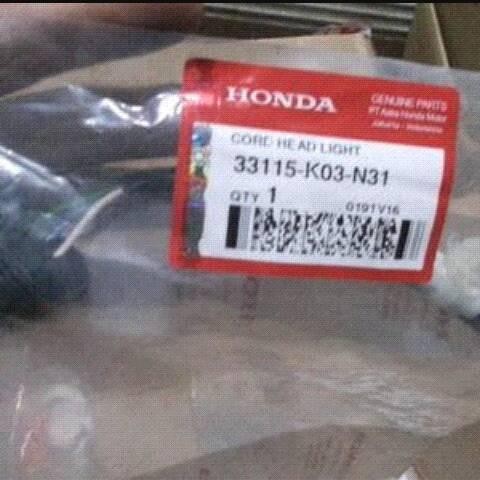 HONDA
GENUINE PARTS
PT Astra Honda Motor
Jakarta - Indonesia
CORD HEAD LIGHT
33115-K03-N31
QTY 1
0191V16